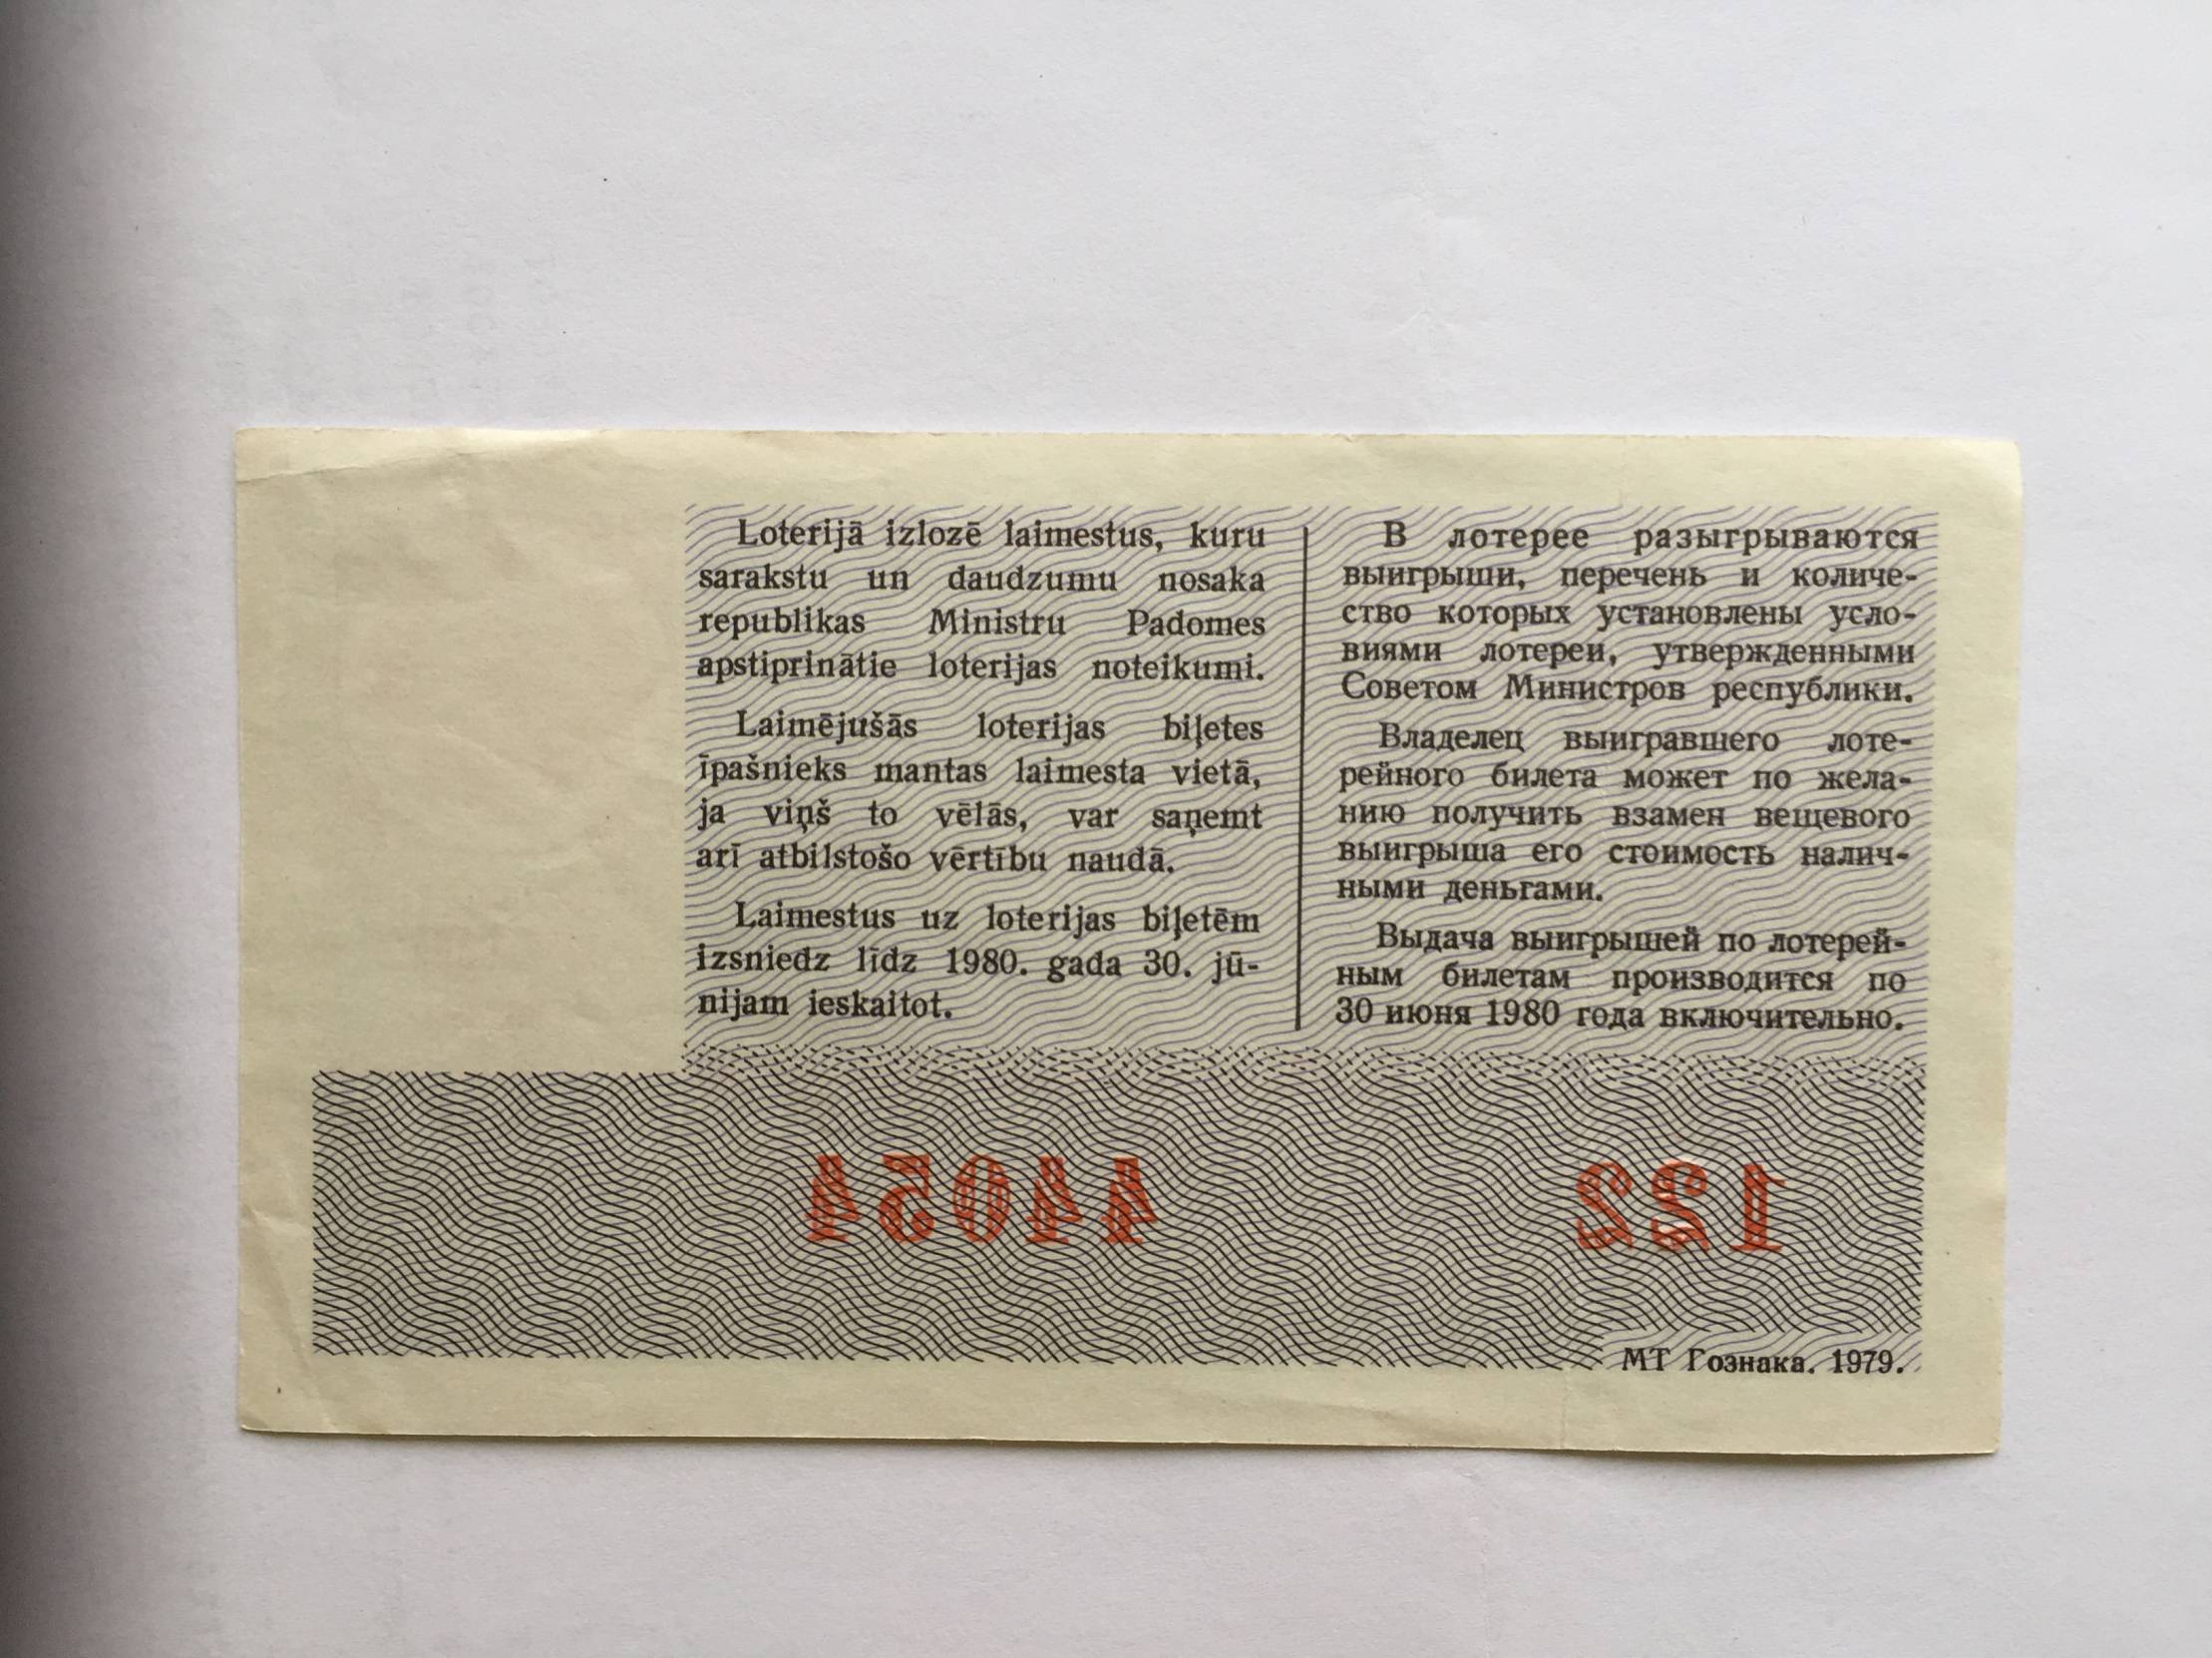 Loterijā izlozē laimestus, kuru
sarakstu un daudzumu nosaka
republikas Ministru Padomes
apstiprinātie loterijas noteikumi.
Laimējušās loterijas biļetes
īpašnieks mantas laimesta vietā,
ja viņš to vēlās, var saņemt
arī atbilstošo vērtību naudā.
Laimestus uz loterijas biļetēm
izsniedz līdz 1980. gada 30. jū-
nijam ieskaitot.
В лотерее разыгрываются
выигрыши, перечень и количе-
ство которых установлены усло-
виями лотереи, утвержденными
Советом Министров республики.
Владелец выигравшего лоте-
рейного билета может по жела-
нию получить взамен вещевого
выигрыша его стоимость налич-
ными деньгами.
Выдача выигрышей по лотерей-
ным билетам производится по
30 июня 1980 года включительно.
44054
122
МТ Гознака. 1979.